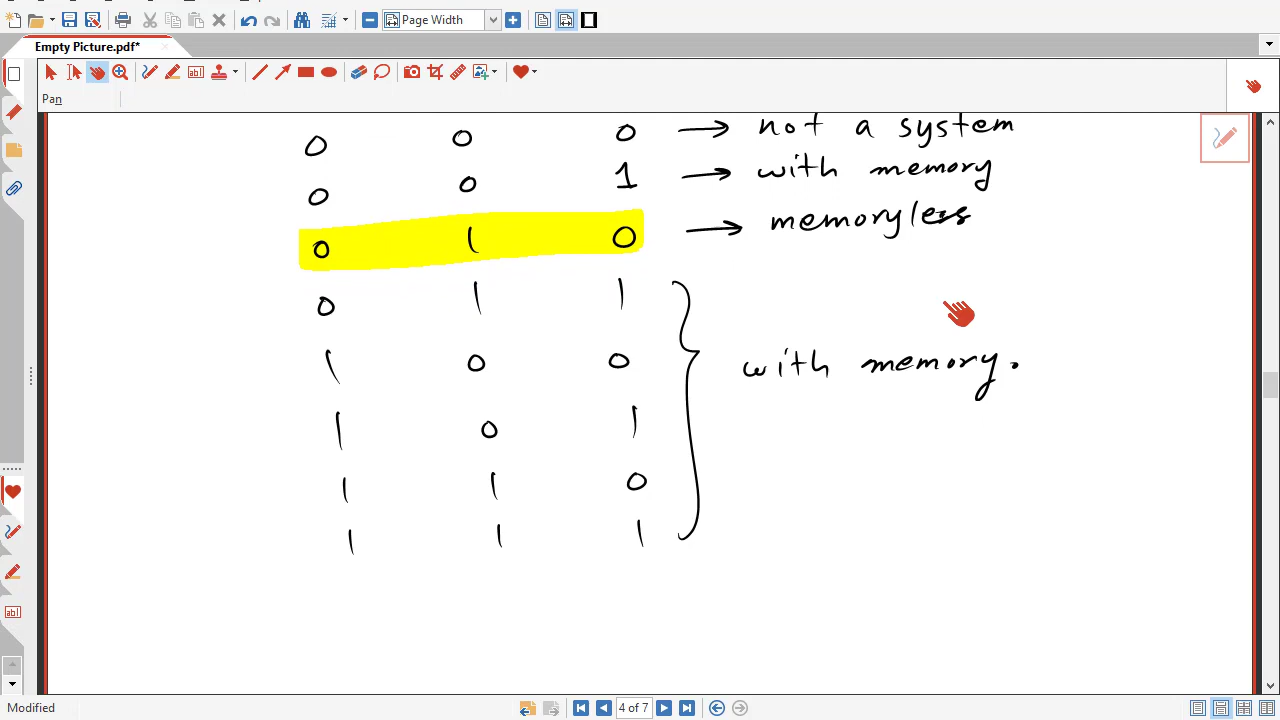 Page Width
Empty Picture.pdf*
Pan
0 0 0 → not a system
0 0 1 → with memory
0 1 0 → memoryless
0 1 1
1 0 0 with memory.
1 0 1
1 1 0
1 1 1
Modified
4 of 7